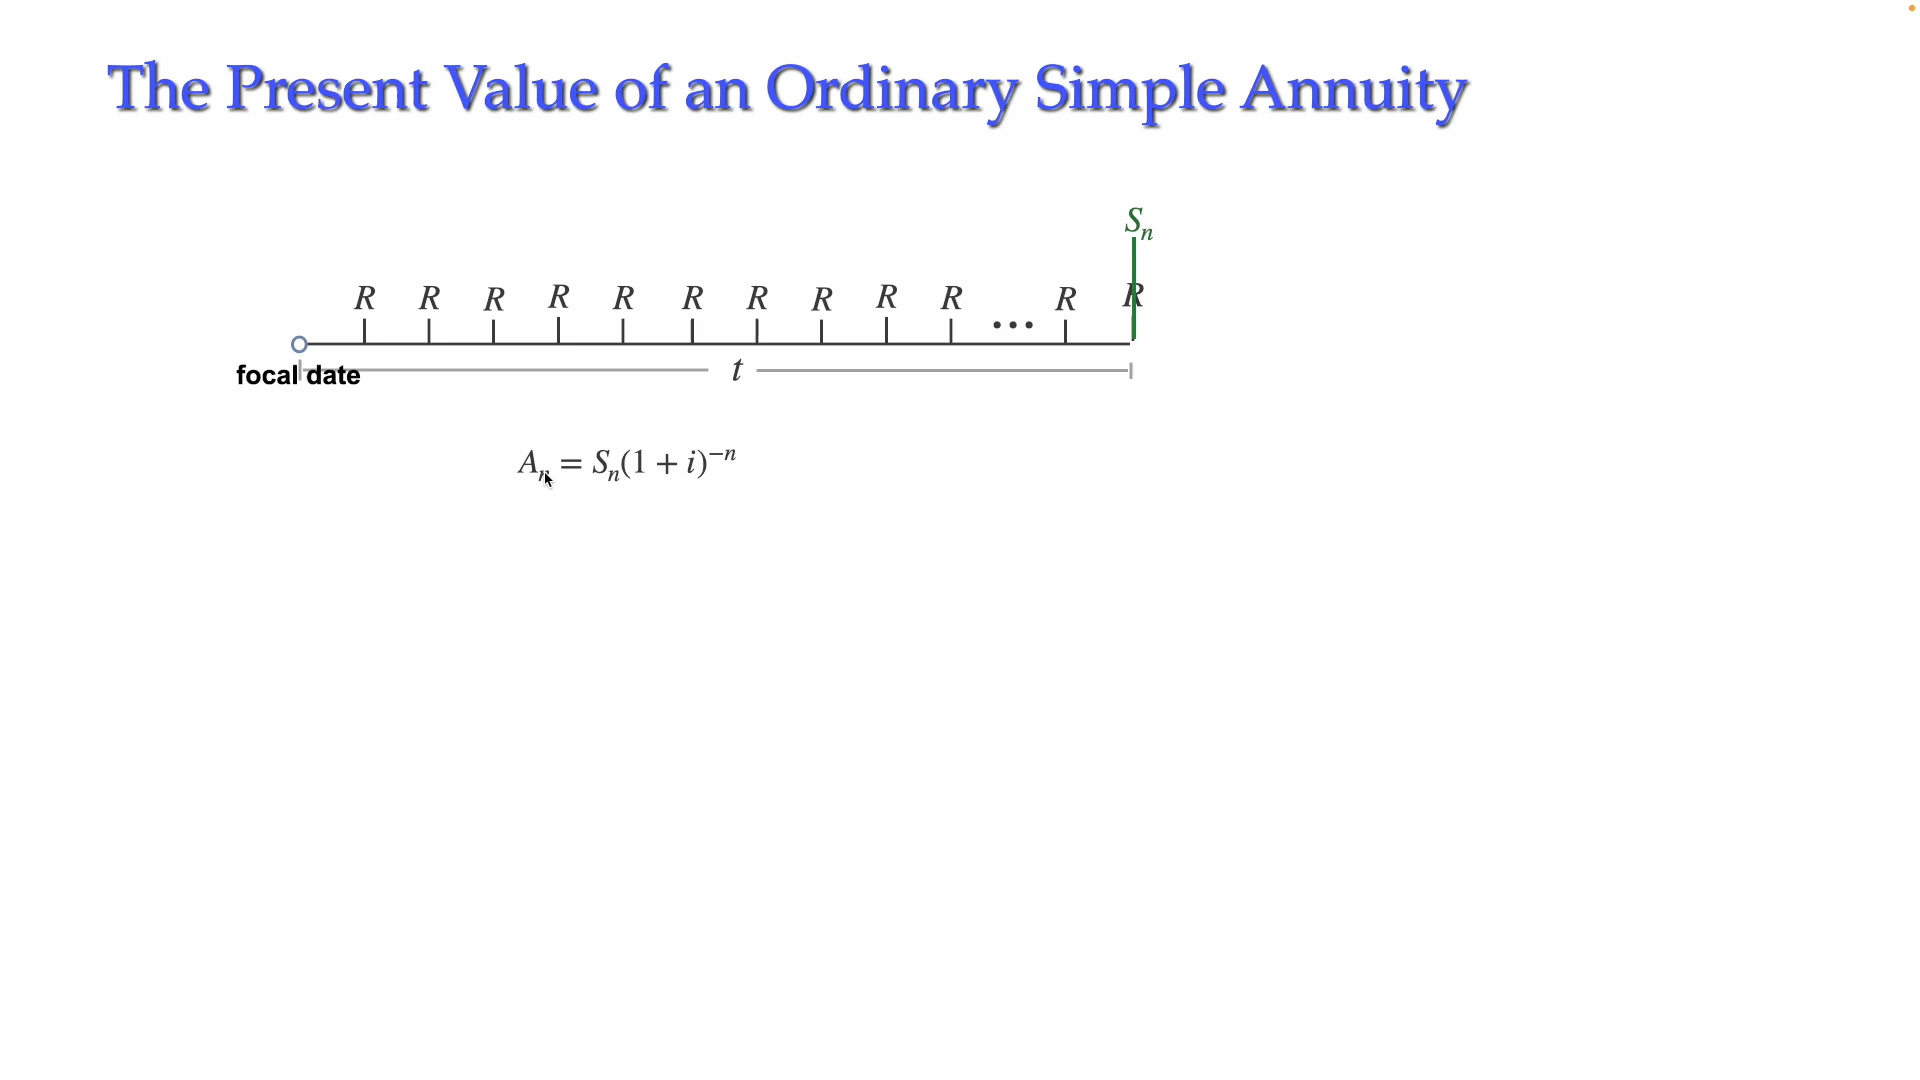 The Present Value of an Ordinary Simple Annuity
Sₙ
R R R R R R R R R R ... R R
focal date t
Aₙ = Sₙ(1 + i)⁻ⁿ